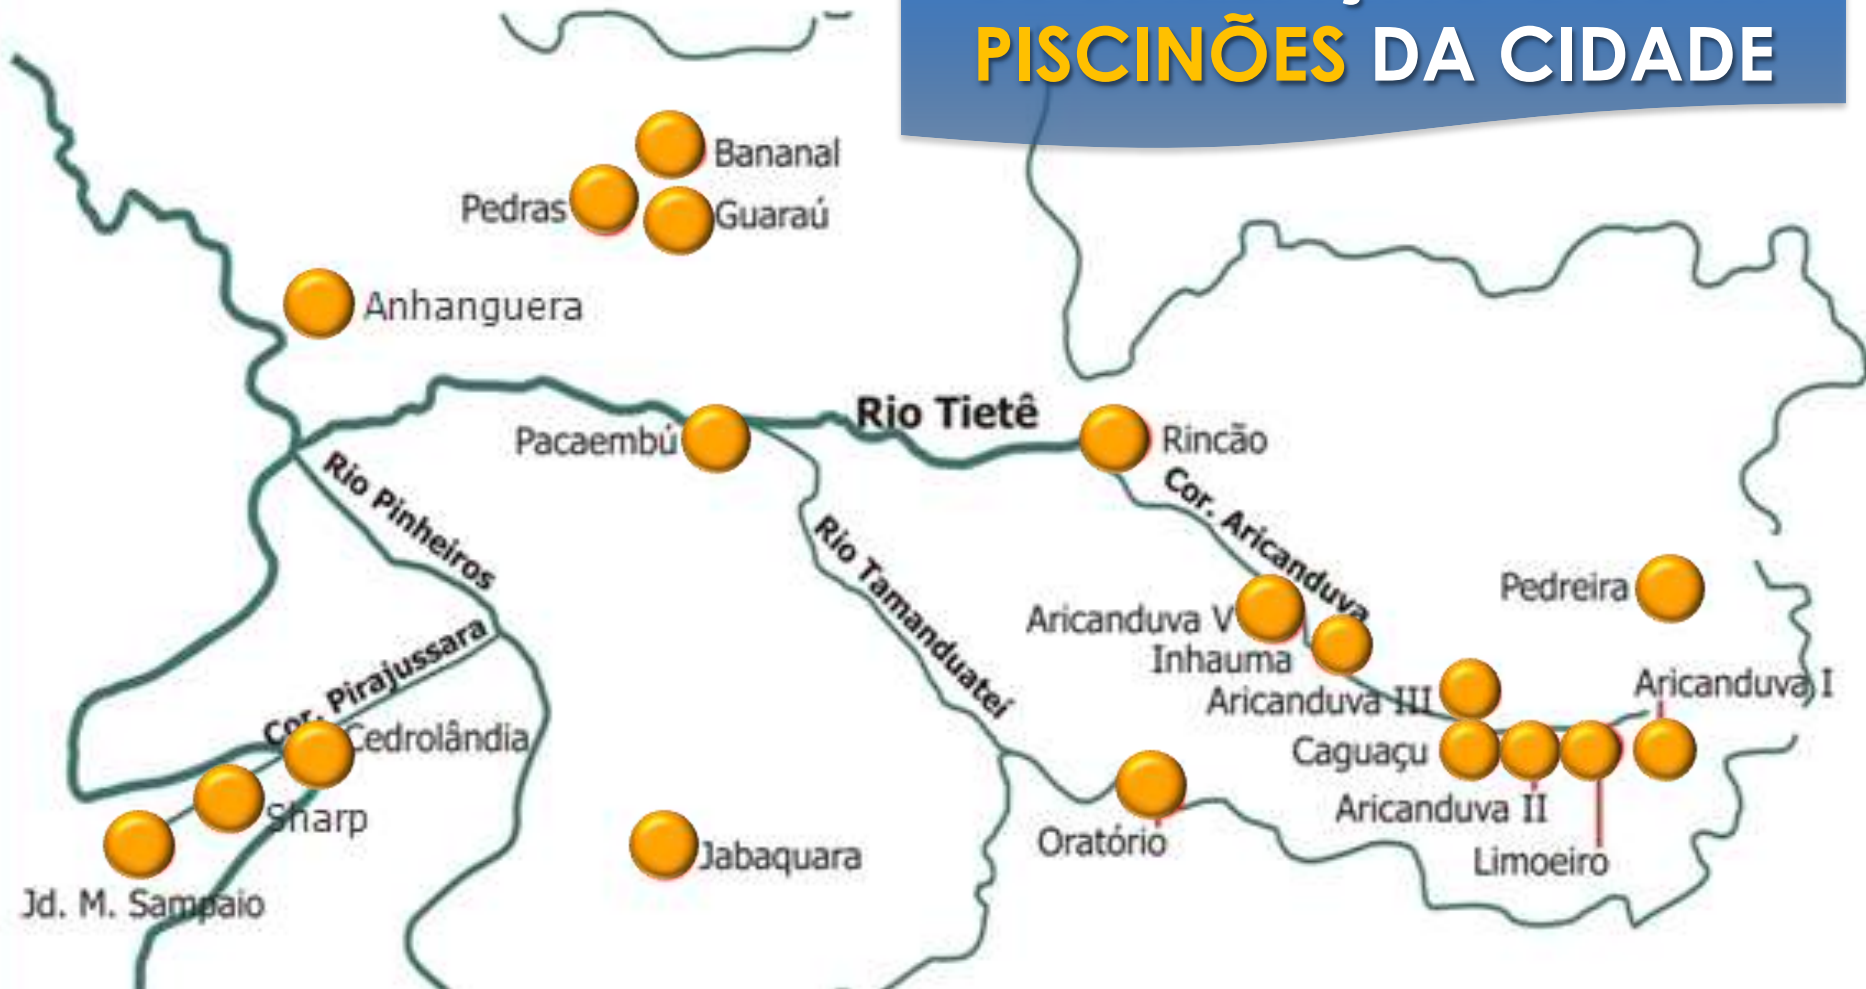 PISCINÕES DA CIDADE
Bananal
Pedras
Guaraú
Anhanguera
Rio Tietê
Pacaembú
Rincão
Rio Pinheiros
Cor. Aricanduva
Rio Tamanduateí
Pedreira
Aricanduva V
Inhauma
Aricanduva III
Aricanduva I
Cor. Pirajussara
Cedrolândia
Caguaçu
Aricanduva II
Sharp
Oratório
Jabaquara
Limoeiro
Jd. M. Sampaio